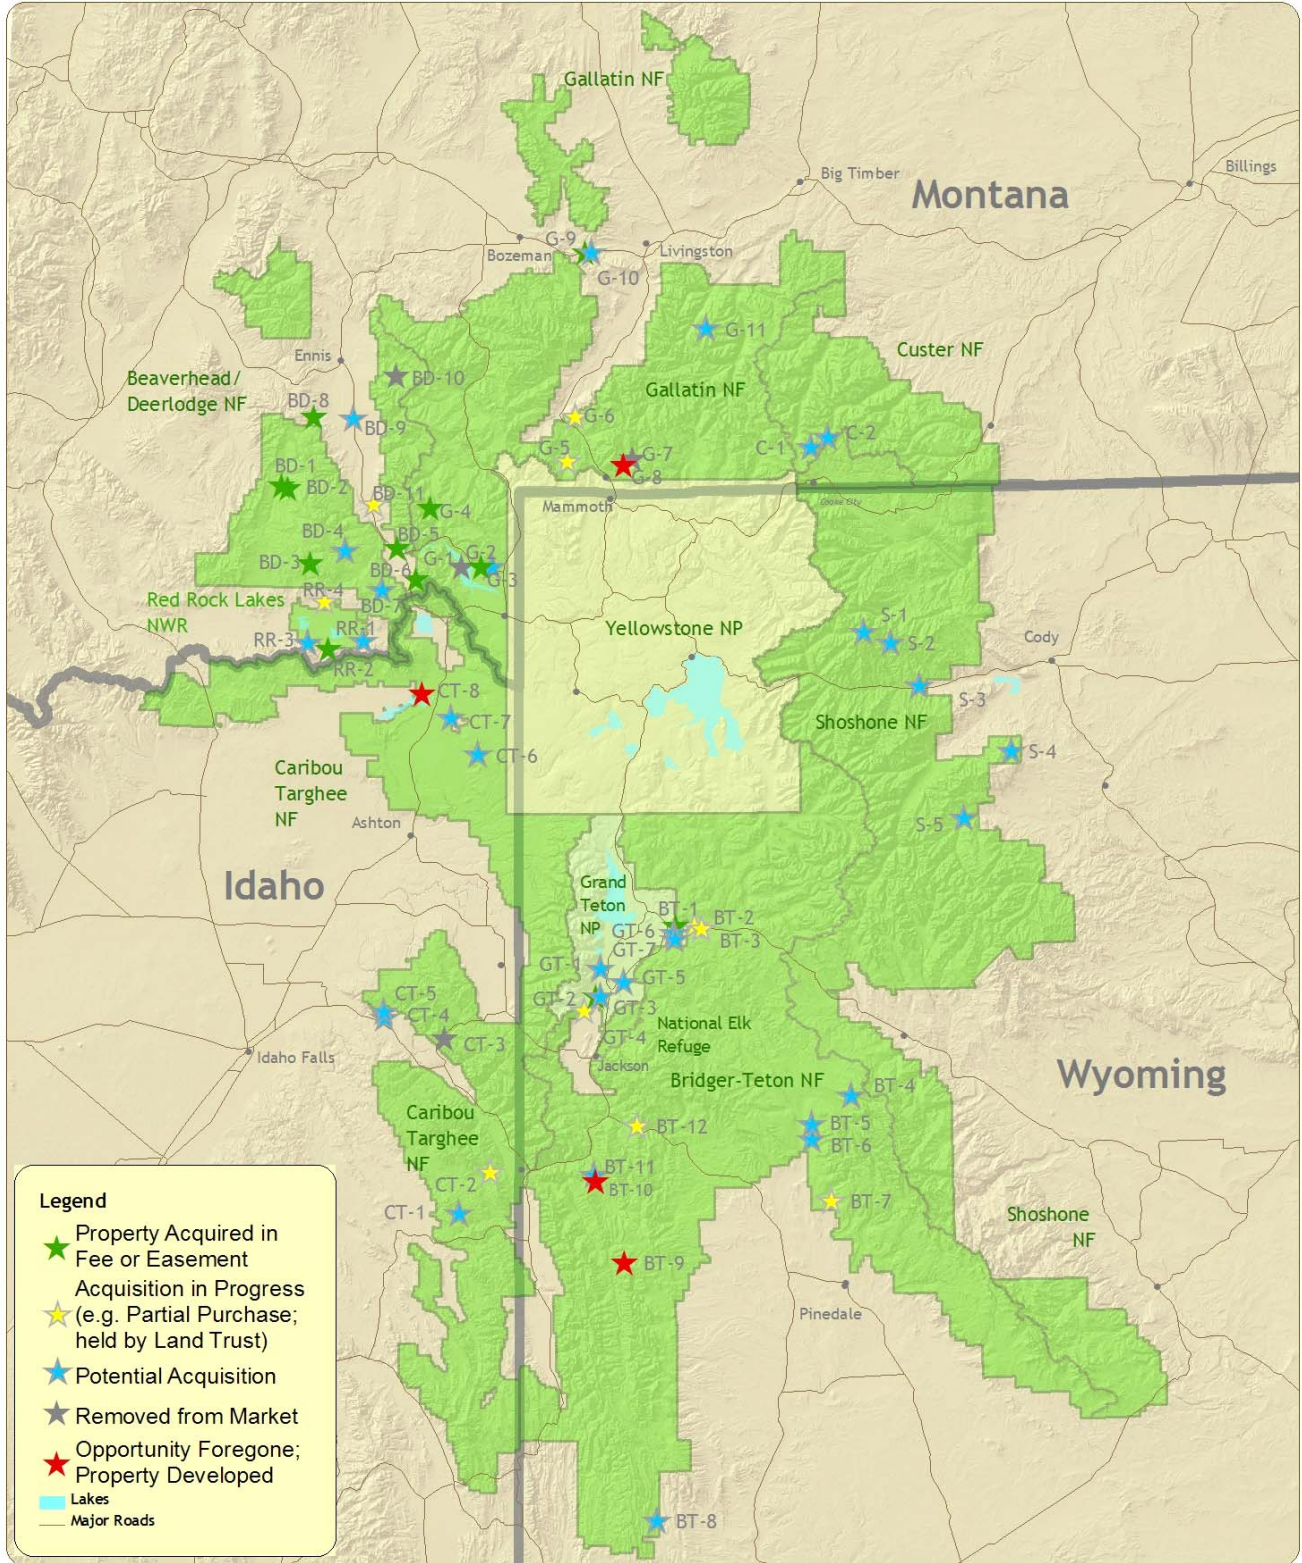 Gallatin NF
Big Timber
Billings
Montana
G-9
Bozeman
Livingston
G-10
G-11
Custer NF
Ennis
Beaverhead/
Deerlodge NF
BD-10
Gallatin NF
BD-8
BD-9
G-6
C-2
C-1
G-5
G-7
G-8
BD-1
BD-2
BD-11
G-4
Mammoth
Cooke City
BD-4
BD-5
BD-3
G-1
G-2
BD-6
G-3
RR-4
BD-7
Red Rock Lakes
NWR
RR-3
RR-1
RR-2
Yellowstone NP
S-1
S-2
Cody
S-3
CT-8
CT-7
Shoshone NF
CT-6
S-4
Caribou
Targhee
NF
Ashton
S-5
Idaho
Grand
Teton
NP
BT-1
BT-2
GT-6
BT-3
GT-7
GT-1
GT-5
CT-5
GT-2
GT-3
CT-4
CT-3
GT-4
National Elk
Refuge
Idaho Falls
Jackson
Wyoming
Bridger-Teton NF
BT-4
Caribou
Targhee
NF
BT-12
BT-5
BT-6
BT-11
CT-2
BT-10
BT-7
CT-1
Shoshone
NF
BT-9
Pinedale
BT-8
Legend
Property Acquired in
Fee or Easement
Acquisition in Progress
(e.g. Partial Purchase;
held by Land Trust)
Potential Acquisition
Removed from Market
Opportunity Foregone;
Property Developed
Lakes
Major Roads